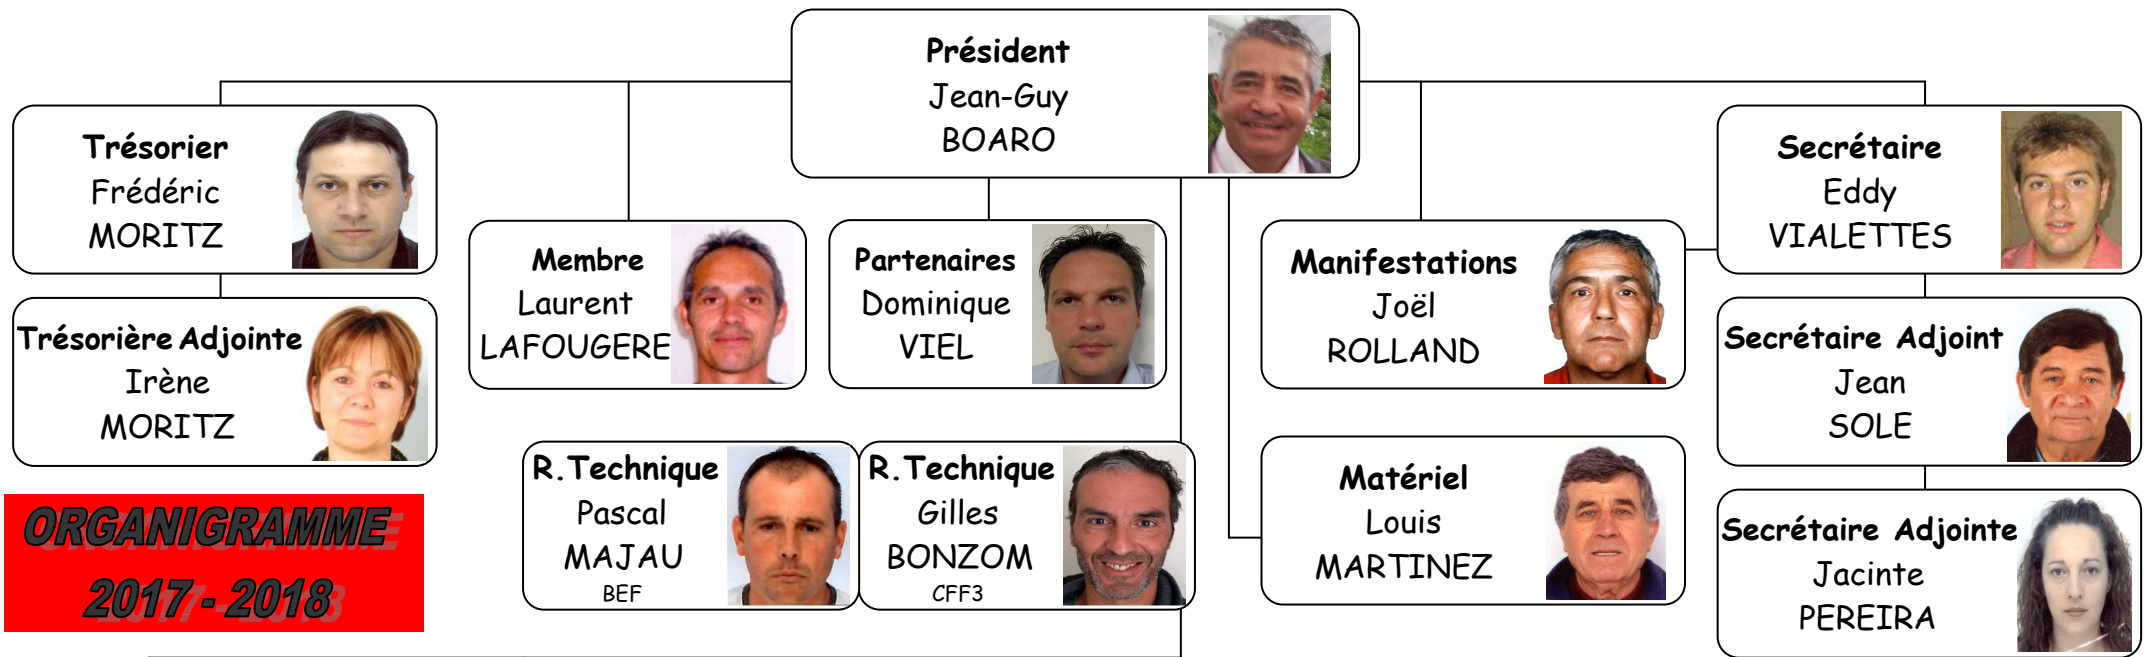 Président
Jean-Guy
BOARO
Trésorier
Frédéric
MORITZ
Secrétaire
Eddy
VIALETTES
Membre
Laurent
LAFOUGERE
Partenaires
Dominique
VIEL
Manifestations
Joël
ROLLAND
Trésorière Adjointe
Irène
MORITZ
Secrétaire Adjoint
Jean
SOLE
R.Technique
Pascal
MAJAU
BEF
R.Technique
Gilles
BONZOM
CFF3
Matériel
Louis
MARTINEZ
Secrétaire Adjointe
Jacinte
PEREIRA
ORGANIGRAMME
2017 - 2018